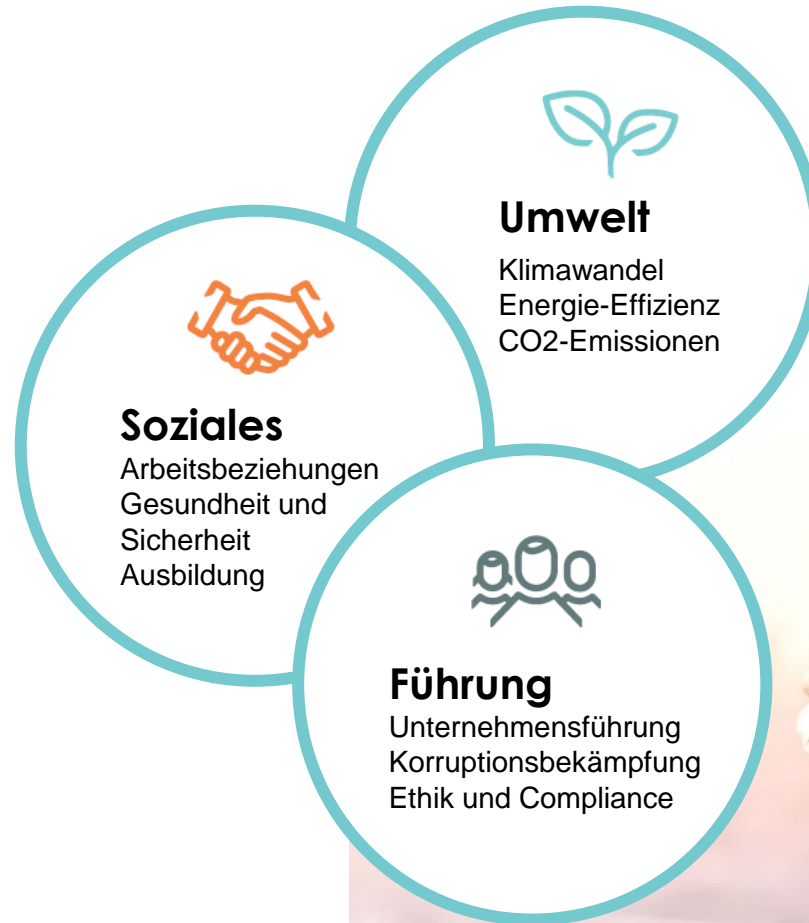 Umwelt
Klimawandel
Energie-Effizienz
CO2-Emissionen
Soziales
Arbeitsbeziehungen
Gesundheit und
Sicherheit
Ausbildung
Führung
Unternehmensführung
Korruptionsbekämpfung
Ethik und Compliance